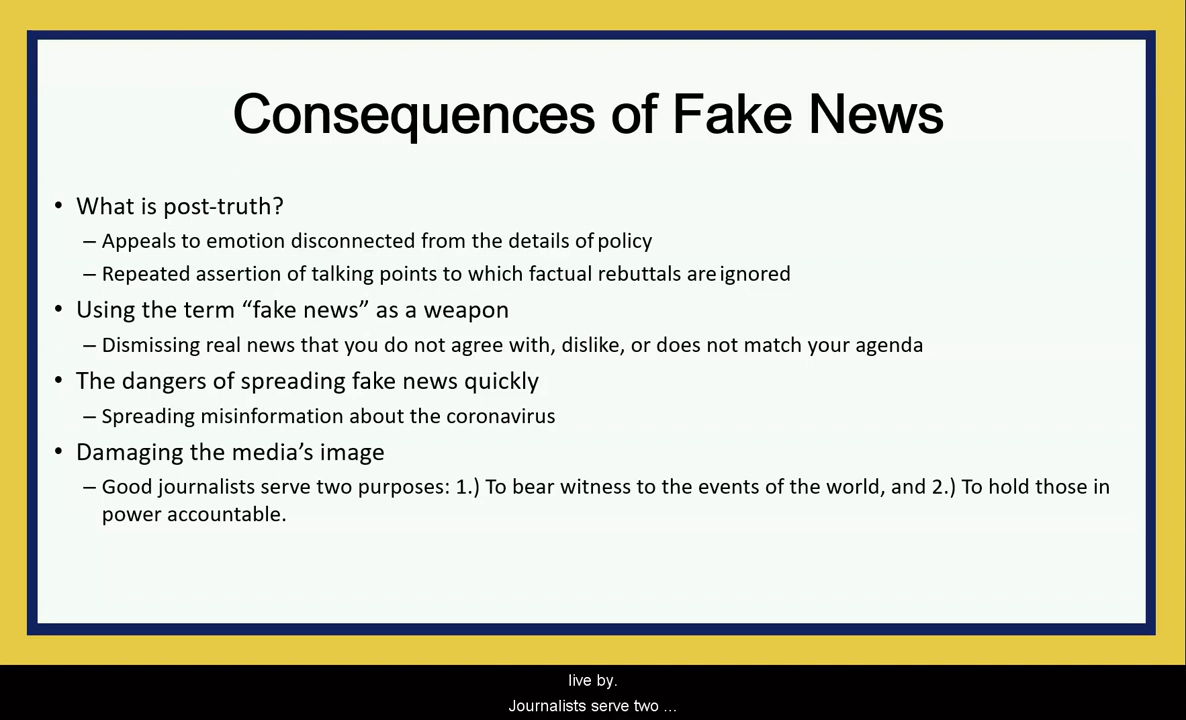 Consequences of Fake News
• What is post-truth?
– Appeals to emotion disconnected from the details of policy
– Repeated assertion of talking points to which factual rebuttals are ignored
• Using the term “fake news” as a weapon
– Dismissing real news that you do not agree with, dislike, or does not match your agenda
• The dangers of spreading fake news quickly
– Spreading misinformation about the coronavirus
• Damaging the media’s image
– Good journalists serve two purposes: 1.) To bear witness to the events of the world, and 2.) To hold those in
power accountable.
live by.
Journalists serve two ...